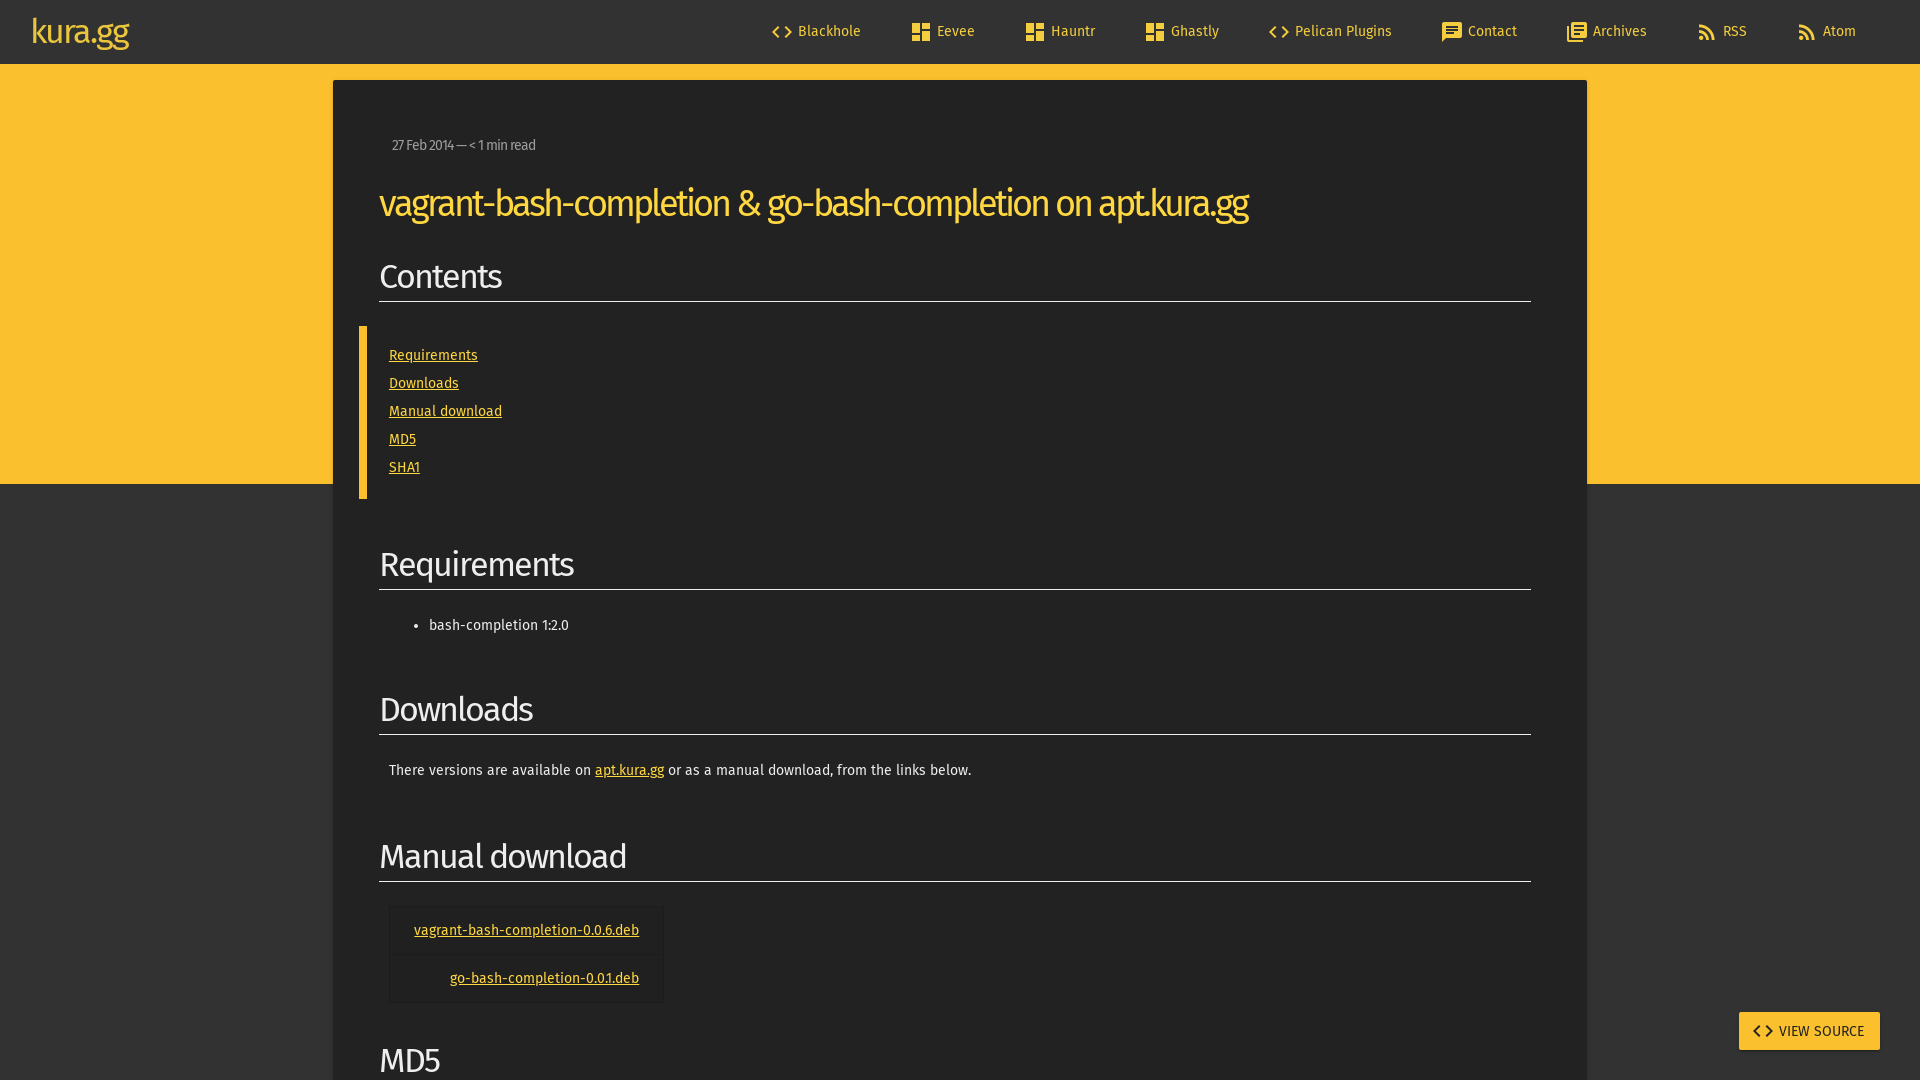 kura.gg
Blackhole
Eevee
Hauntr
Ghastly
Pelican Plugins
Contact
Archives
RSS
Atom
27 Feb 2014 — < 1 min read
vagrant-bash-completion & go-bash-completion on apt.kura.gg
Contents
Requirements
Downloads
Manual download
MD5
SHA1
Requirements
• bash-completion 1:2.0
Downloads
There versions are available on apt.kura.gg or as a manual download, from the links below.
Manual download
vagrant-bash-completion-0.0.6.deb
go-bash-completion-0.0.1.deb
VIEW SOURCE
MD5